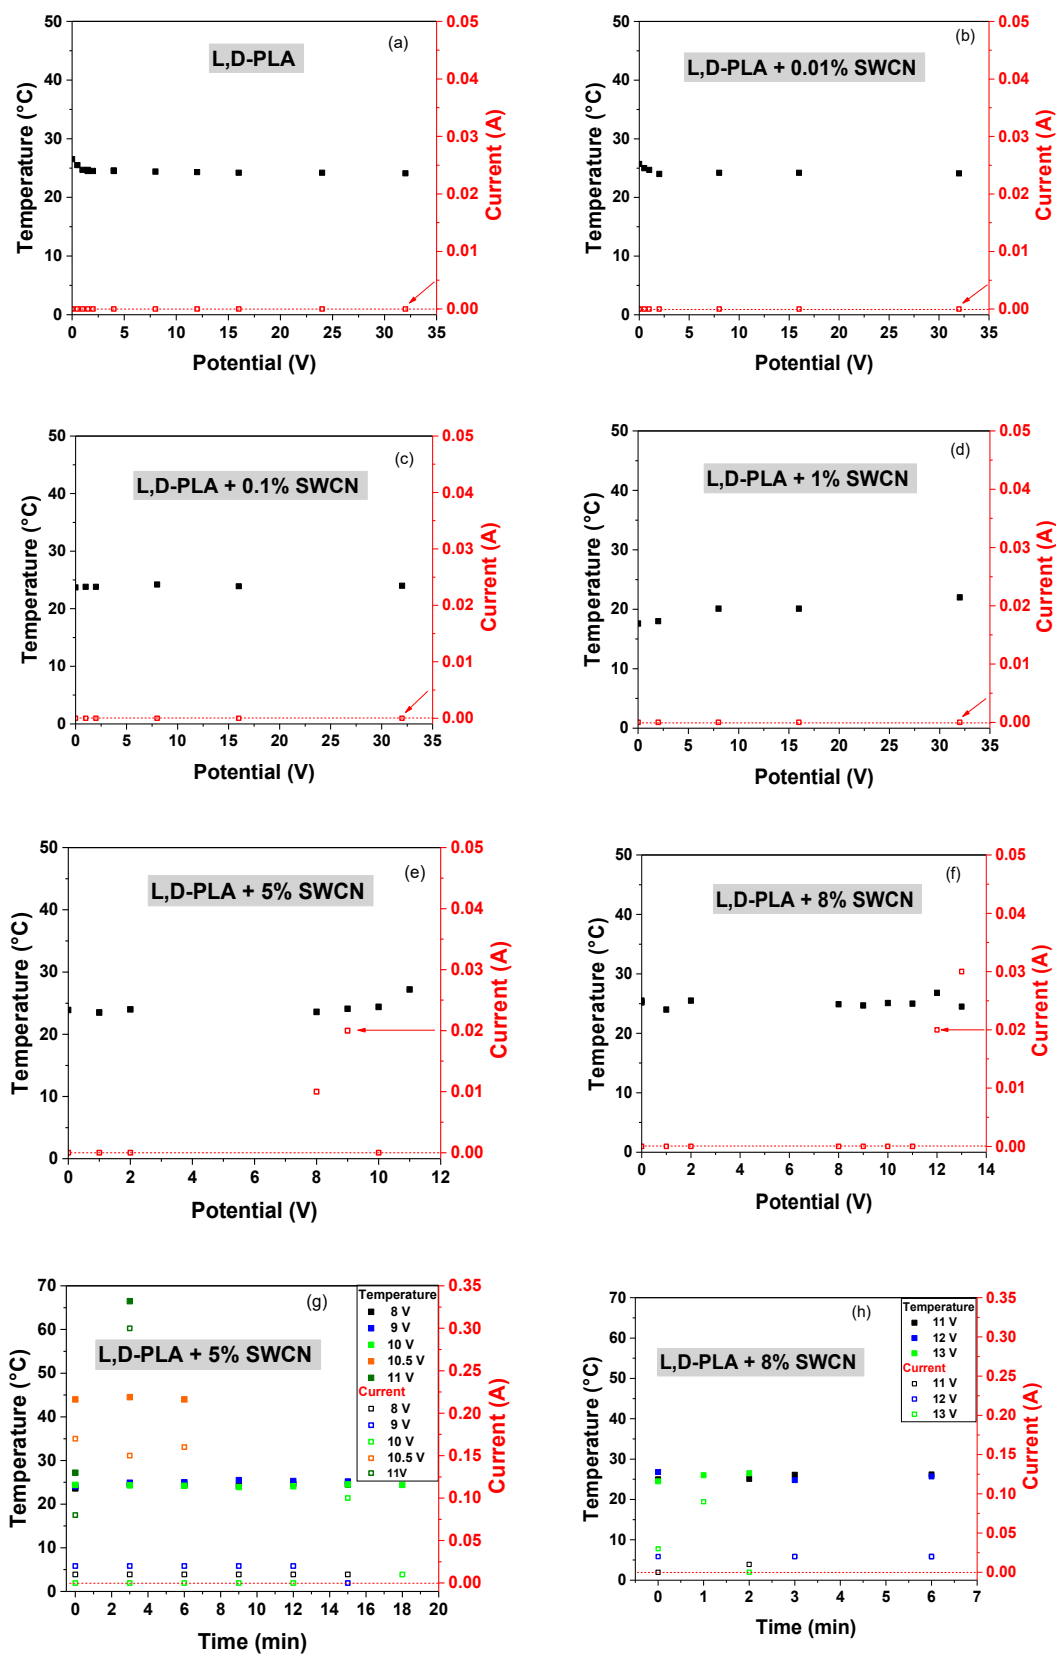 (a)
L,D-PLA
Temperature (°C)
50
40
30
20
10
0
0 5 10 15 20 25 30 35
Potential (V)
0.05
0.04
0.03
0.02
0.01
0.00
Current (A)
(b)
L,D-PLA + 0.01% SWCN
Temperature (°C)
50
40
30
20
10
0
0 5 10 15 20 25 30 35
Potential (V)
0.05
0.04
0.03
0.02
0.01
0.00
Current (A)
(c)
L,D-PLA + 0.1% SWCN
Temperature (°C)
50
40
30
20
10
0
0 5 10 15 20 25 30 35
Potential (V)
0.05
0.04
0.03
0.02
0.01
0.00
Current (A)
(d)
L,D-PLA + 1% SWCN
Temperature (°C)
50
40
30
20
10
0
0 5 10 15 20 25 30 35
Potential (V)
0.05
0.04
0.03
0.02
0.01
0.00
Current (A)
(e)
L,D-PLA + 5% SWCN
Temperature (°C)
50
40
30
20
10
0
0 2 4 6 8 10 12
Potential (V)
0.05
0.04
0.03
0.02
0.01
0.00
Current (A)
(f)
L,D-PLA + 8% SWCN
Temperature (°C)
50
40
30
20
10
0
0 2 4 6 8 10 12 14
Potential (V)
0.05
0.04
0.03
0.02
0.01
0.00
Current (A)
(g)
L,D-PLA + 5% SWCN
Temperature
8 V
9 V
10 V
10.5 V
11 V
Current
8 V
9 V
10 V
10.5 V
11V
Temperature (°C)
70
60
50
40
30
20
10
0
0 2 4 6 8 10 12 14 16 18 20
Time (min)
0.35
0.30
0.25
0.20
0.15
0.10
0.05
0.00
Current (A)
(h)
L,D-PLA + 8% SWCN
Temperature
11 V
12 V
13 V
Current
11 V
12 V
13 V
Temperature (°C)
70
60
50
40
30
20
10
0
0 1 2 3 4 5 6 7
Time (min)
0.35
0.30
0.25
0.20
0.15
0.10
0.05
0.00
Current (A)